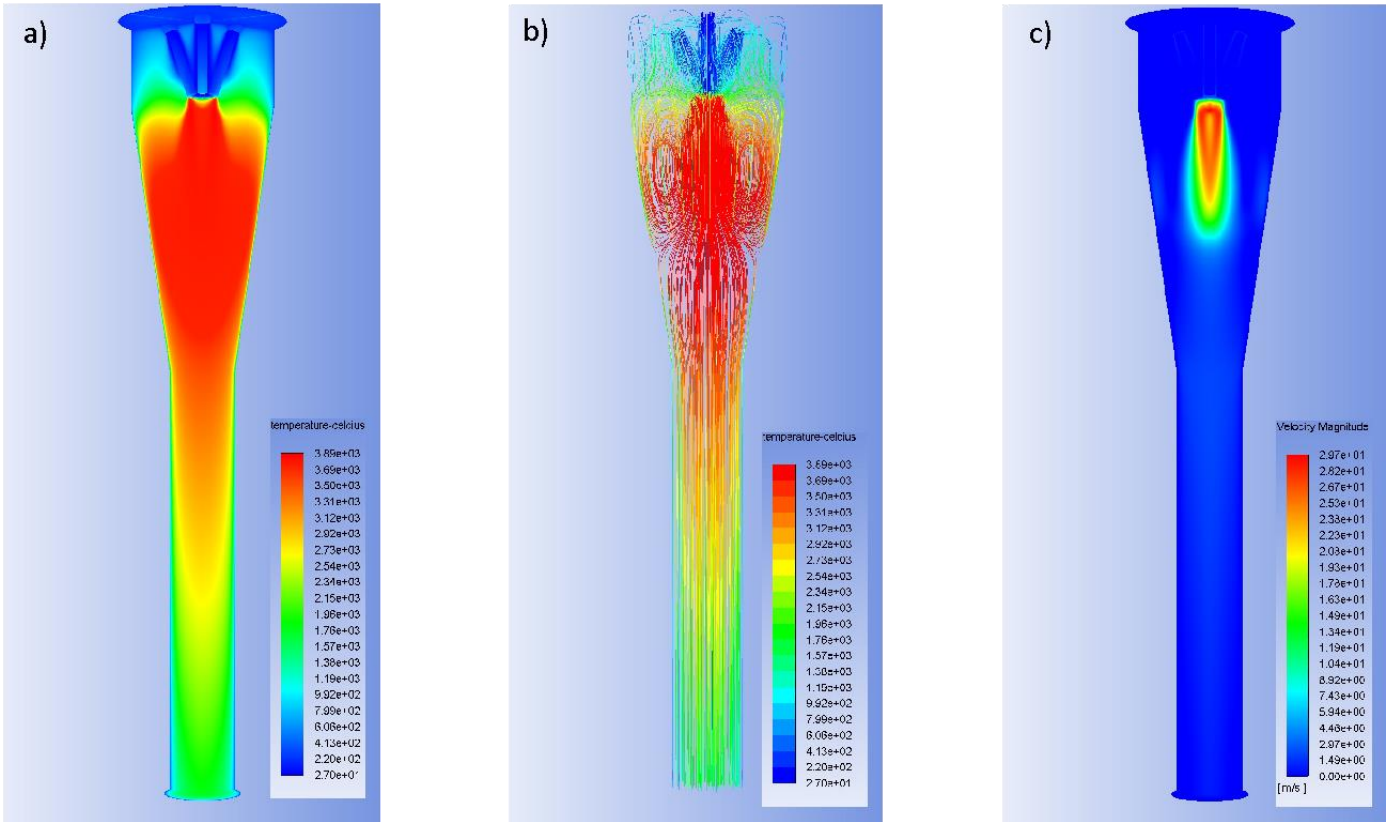 a)
b)
c)
temperature-celcius
3.89e+03
3.69e+03
3.50e+03
3.31e+03
3.12e+03
2.92e+03
2.73e+03
2.54e+03
2.34e+03
2.15e+03
1.96e+03
1.76e+03
1.57e+03
1.38e+03
1.19e+03
9.92e+02
7.99e+02
6.06e+02
4.13e+02
2.20e+02
2.70e+01
temperature-celcius
3.89e+03
3.69e+03
3.50e+03
3.31e+03
3.12e+03
2.92e+03
2.73e+03
2.54e+03
2.34e+03
2.15e+03
1.96e+03
1.76e+03
1.57e+03
1.38e+03
1.19e+03
9.92e+02
7.99e+02
6.06e+02
4.13e+02
2.20e+02
2.70e+01
Velocity Magnitude
2.97e+01
2.82e+01
2.67e+01
2.53e+01
2.38e+01
2.23e+01
2.08e+01
1.93e+01
1.78e+01
1.63e+01
1.49e+01
1.34e+01
1.19e+01
1.04e+01
8.92e+00
7.43e+00
5.94e+00
4.46e+00
2.97e+00
1.49e+00
0.00e+00
[m/s ]